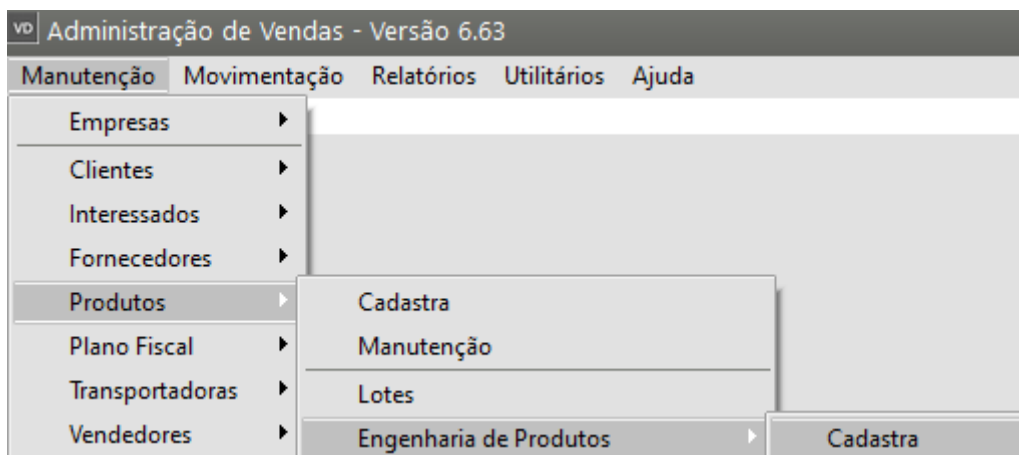 VD Administração de Vendas - Versão 6.63
Manutenção Movimentação Relatórios Utilitários Ajuda
Empresas
Clientes
Interessados
Fornecedores
Produtos
Cadastra
Plano Fiscal
Manutenção
Transportadoras
Lotes
Vendedores
Engenharia de Produtos
Cadastra